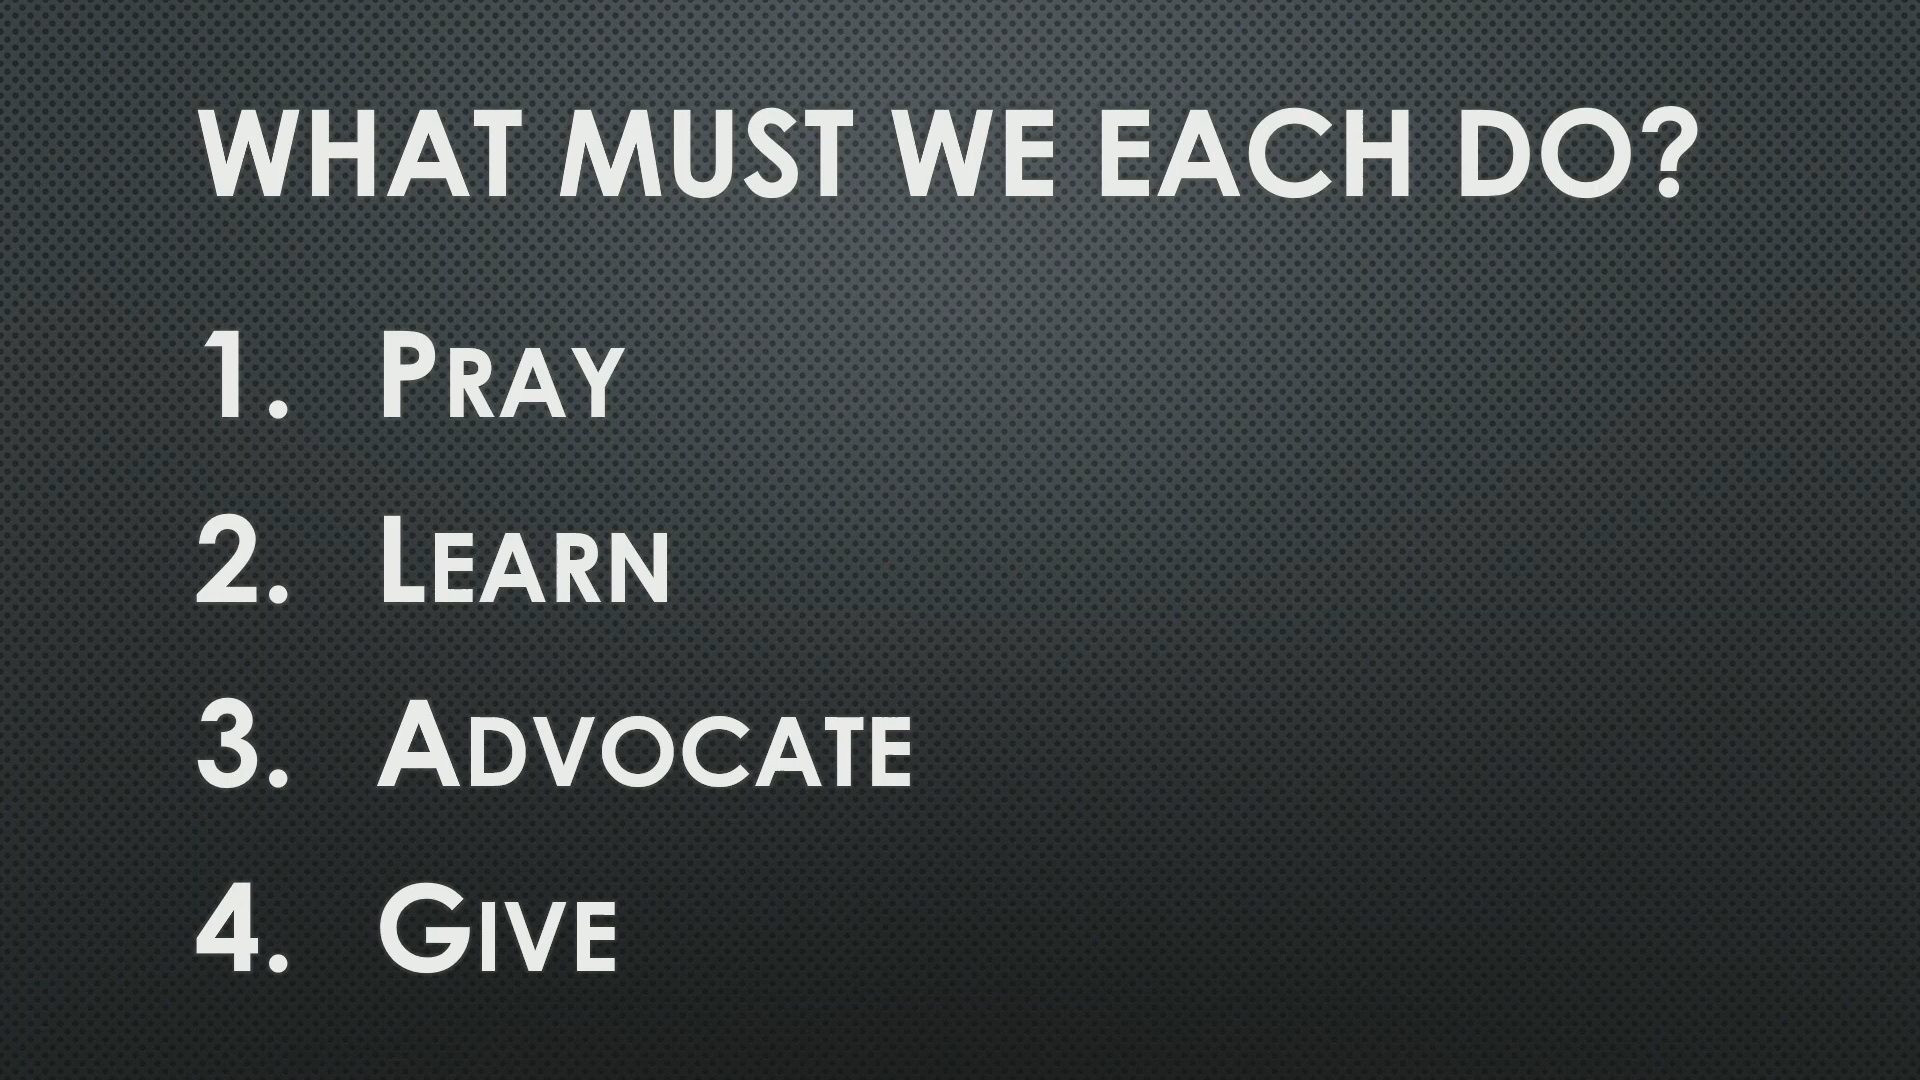 WHAT MUST WE EACH DO?
1. PRAY
2. LEARN
3. ADVOCATE
4. GIVE